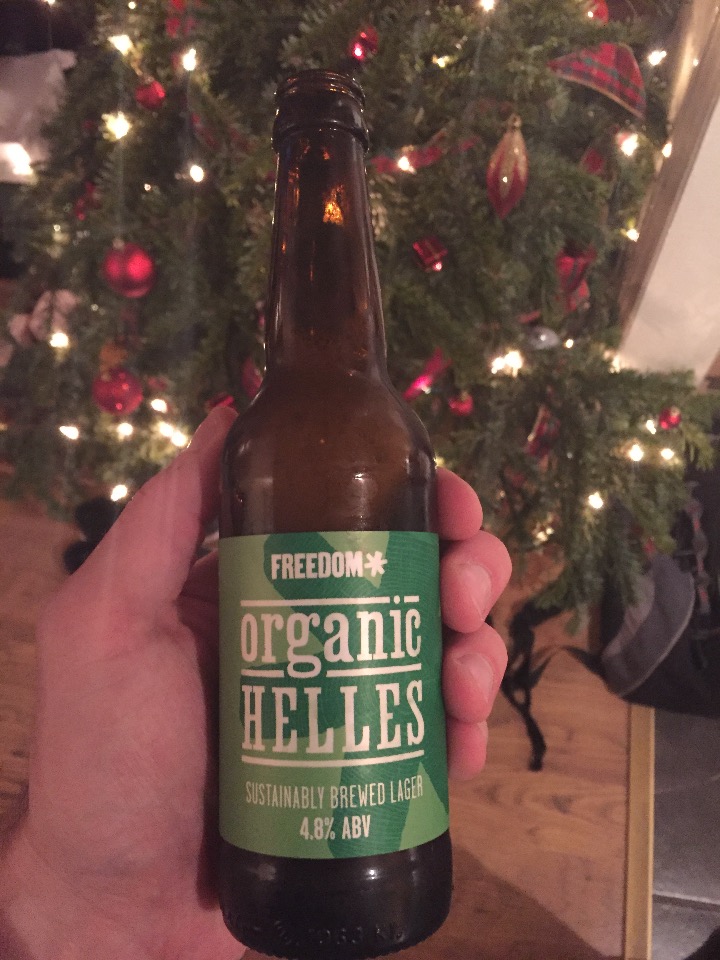 FREEDOM*
organic
HELLES
SUSTAINABLY BREWED LAGER
4.8% ABV